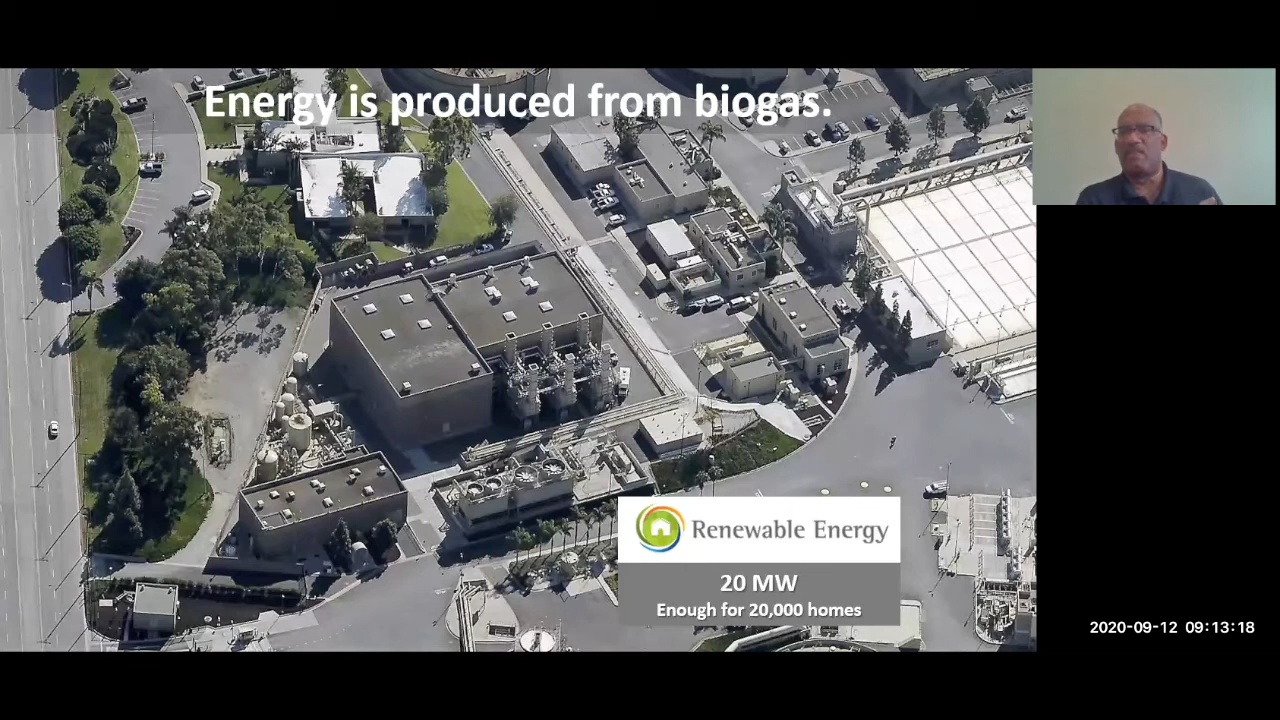 Energy is produced from biogas.
Renewable Energy
20 MW
Enough for 20,000 homes
2020-09-12 09:13:18